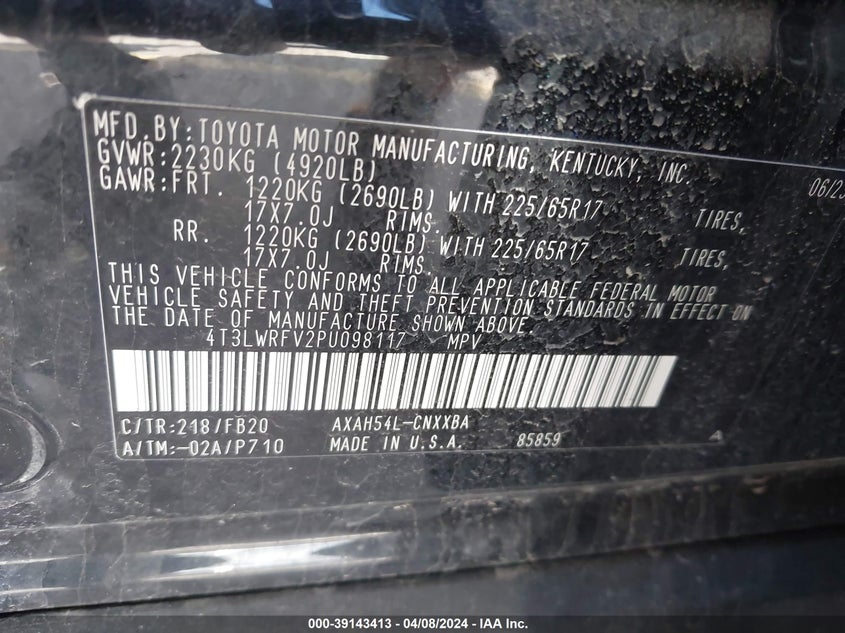 MFD.BY:TOYOTA MOTOR MANUFACTURING, KENTUCKY, INC. 06/23
GVWR:2230KG (4920LB)
GAWR:FRT. 1220KG (2690LB) WITH 225/65R17 TIRES,
17X7.0J RIMS.
RR. 1220KG (2690LB) WITH 225/65R17 TIRES,
17X7.0J RIMS.
THIS VEHICLE CONFORMS TO ALL APPLICABLE FEDERAL MOTOR
VEHICLE SAFETY AND THEFT PREVENTION STANDARDS IN EFFECT ON
THE DATE OF MANUFACTURE SHOWN ABOVE.
4T3LWRFV2PU098117 MPV
C/TR:218/FB20 AXAH54L-CNXXBA
A/TM:-02A/P710 MADE IN U.S.A. 85859 A
000-39143413 - 04/08/2024 - IAA Inc.